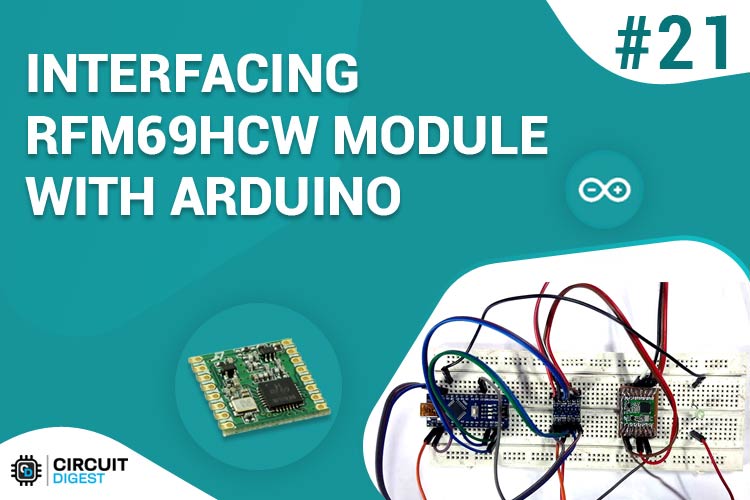 #21
INTERFACING
RFM69HCW MODULE
WITH ARDUINO
CIRCUIT
DIGEST